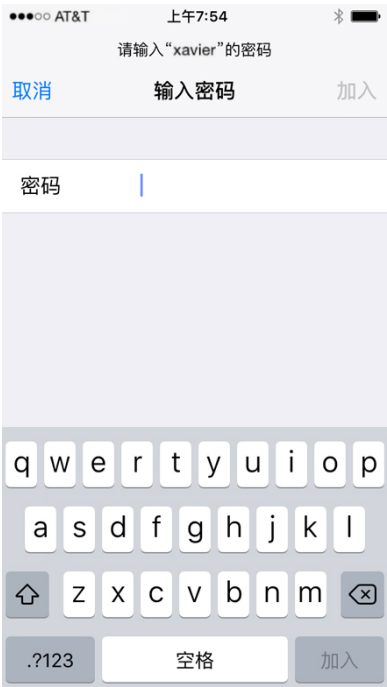 AT&T 上午7:54
请输入“xavier”的密码
取消 输入密码 加入
密码
q w e r t y u i o p
a s d f g h j k l
z x c v b n m
.?123 空格 加入